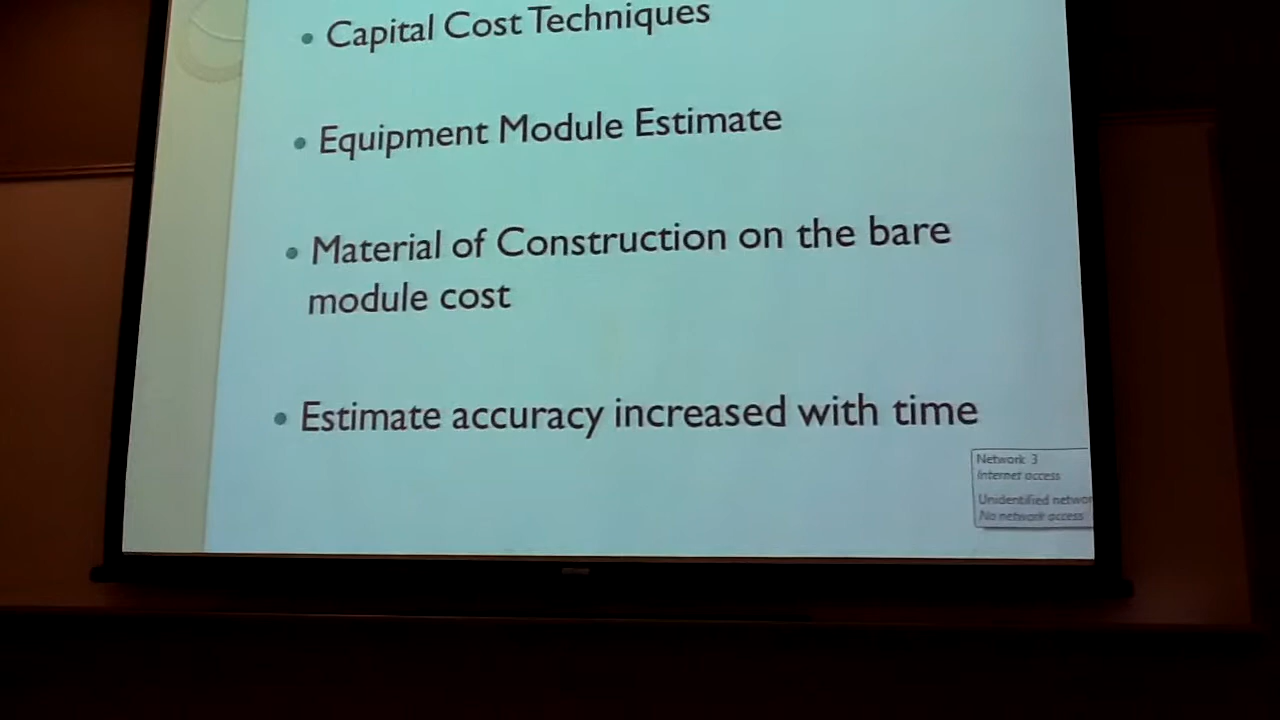 • Capital Cost Techniques
• Equipment Module Estimate
• Material of Construction on the bare
module cost
• Estimate accuracy increased with time
Network 3
Internet access
Unidentified networ
No network access